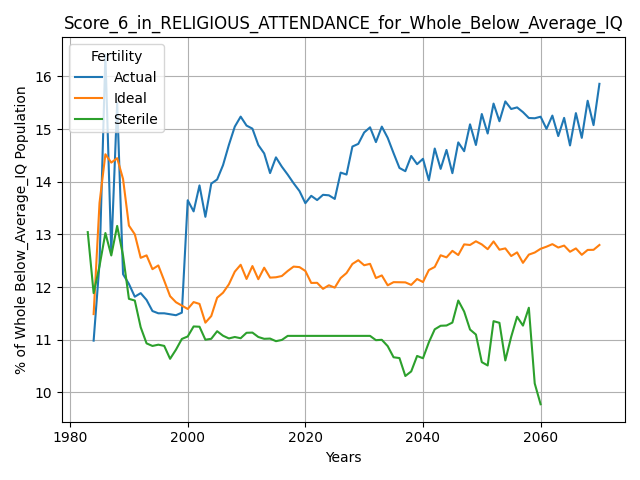 Score_6_in_RELIGIOUS_ATTENDANCE_for_Whole_Below_Average_IQ
Fertility
Actual
Ideal
Sterile
% of Whole Below_Average_IQ Population
16
15
14
13
12
11
10
1980
2000
2020
2040
2060
Years